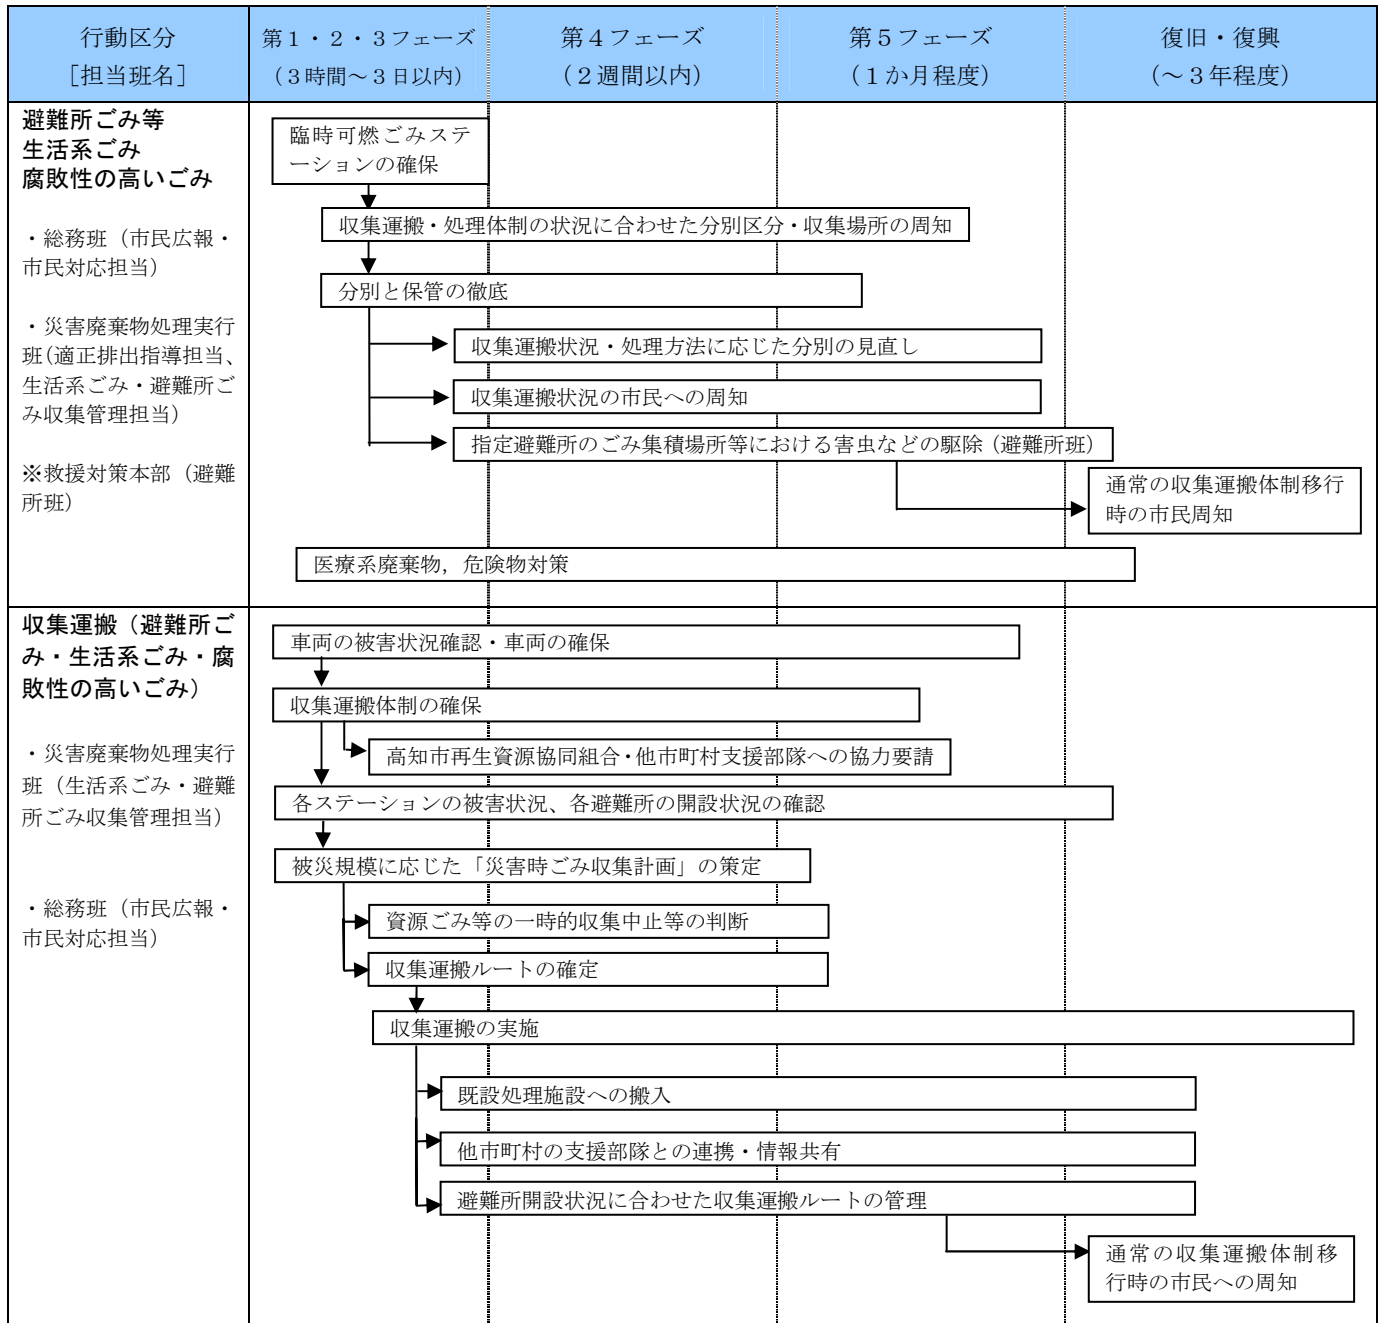 行動区分
［担当班名］
第１・２・３フェーズ
（３時間～３日以内）
第４フェーズ
（２週間以内）
第５フェーズ
（１か月程度）
復旧・復興
（～３年程度）
避難所ごみ等
生活系ごみ
腐敗性の高いごみ
・総務班（市民広報・
市民対応担当）
・災害廃棄物処理実行
班（適正排出指導担当、
生活系ごみ・避難所ご
み収集管理担当）
※救援対策本部（避難
所班）
臨時可燃ごみステ
ーションの確保
収集運搬・処理体制の状況に合わせた分別区分・収集場所の周知
分別と保管の徹底
収集運搬状況・処理方法に応じた分別の見直し
収集運搬状況の市民への周知
指定避難所のごみ集積場所等における害虫などの駆除（避難所班）
通常の収集運搬体制移行
時の市民周知
医療系廃棄物，危険物対策
収集運搬（避難所ご
み・生活系ごみ・腐
敗性の高いごみ）
・災害廃棄物処理実行
班（生活系ごみ・避難
所ごみ収集管理担当）
・総務班（市民広報・
市民対応担当）
車両の被害状況確認・車両の確保
収集運搬体制の確保
高知市再生資源協同組合・他市町村支援部隊への協力要請
各ステーションの被害状況、各避難所の開設状況の確認
被災規模に応じた「災害時ごみ収集計画」の策定
資源ごみ等の一時的収集中止等の判断
収集運搬ルートの確定
収集運搬の実施
既設処理施設への搬入
他市町村の支援部隊との連携・情報共有
避難所開設状況に合わせた収集運搬ルートの管理
通常の収集運搬体制移
行時の市民への周知